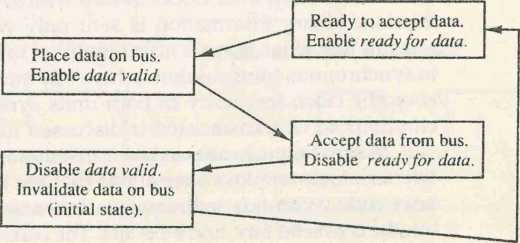 Ready to accept data.
Enable ready for data.
Place data on bus.
Enable data valid.
Accept data from bus.
Disable ready for data.
Disable data valid.
Invalidate data on bus
(initial state).